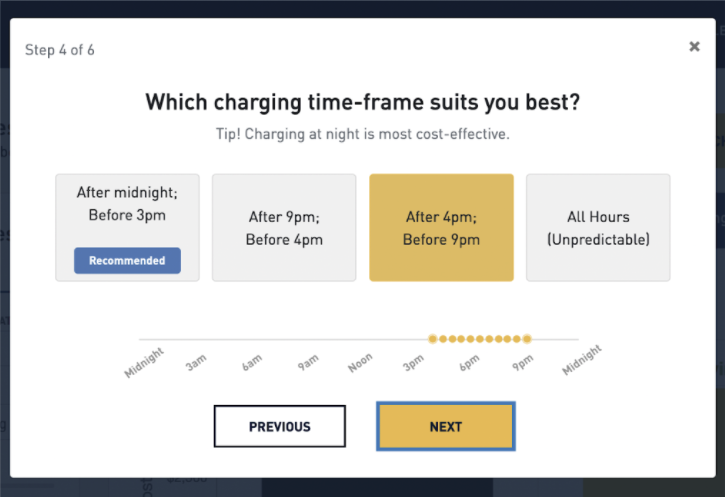 Step 4 of 6
×
Which charging time-frame suits you best?
Tip! Charging at night is most cost-effective.
After midnight;
Before 3pm
Recommended
After 9pm;
Before 4pm
After 4pm;
Before 9pm
All Hours
(Unpredictable)
Midnight 3am 6am 9am Noon 3pm 6pm 9pm Midnight
PREVIOUS NEXT